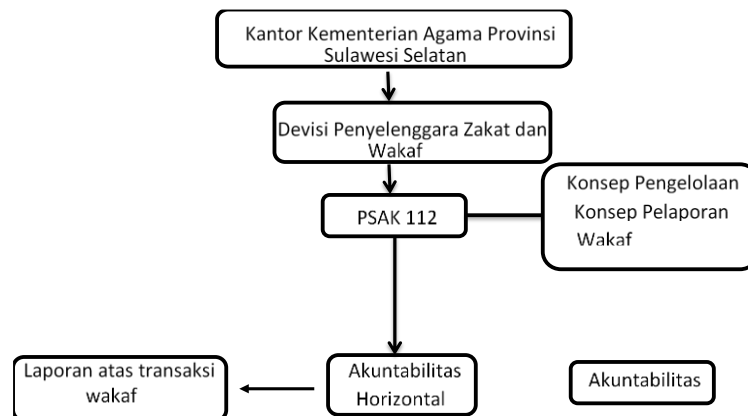 Kantor Kementerian Agama Provinsi
Sulawesi Selatan
Devisi Penyelenggara Zakat dan
Wakaf
PSAK 112
Konsep Pengelolaan
Konsep Pelaporan
Wakaf
Laporan atas transaksi
wakaf
Akuntabilitas
Horizontal
Akuntabilitas